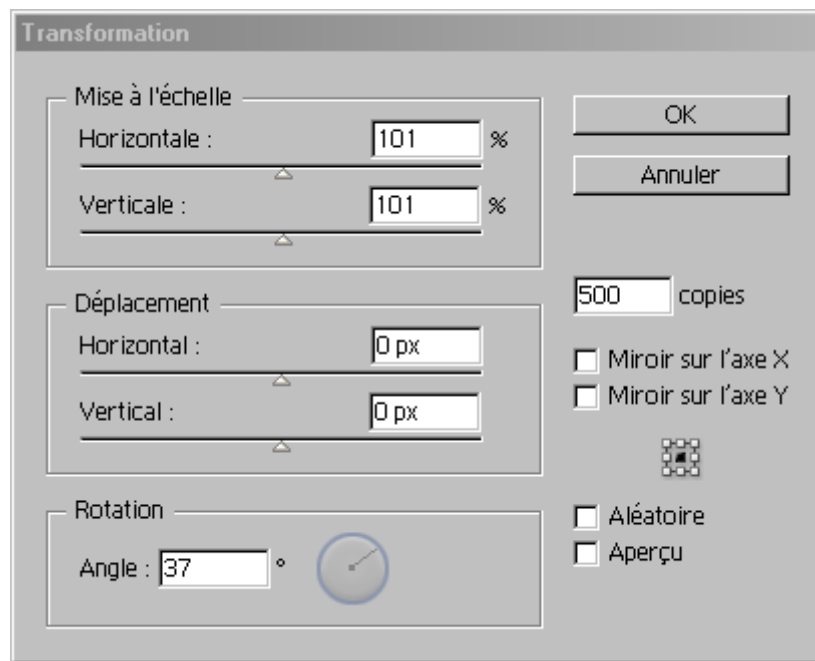 Transformation
Mise à l'échelle
Horizontale : 101 %
Verticale : 101 %
Déplacement
Horizontal : 0 px
Vertical : 0 px
Rotation
Angle : 37 °
OK
Annuler
500 copies
Miroir sur l'axe X
Miroir sur l'axe Y
Aléatoire
Aperçu